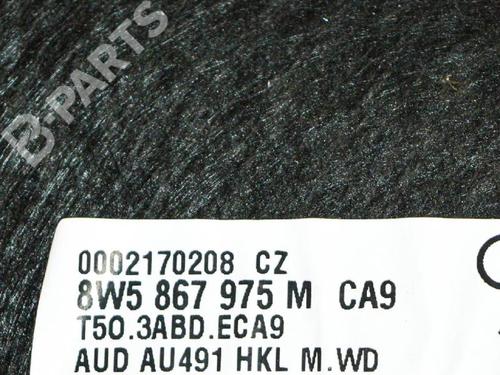 B-PARTS
0002170208 CZ
8W5 867 975 M CA9
T50.3ABD.ECA9
AUD AU491 HKL M.WD